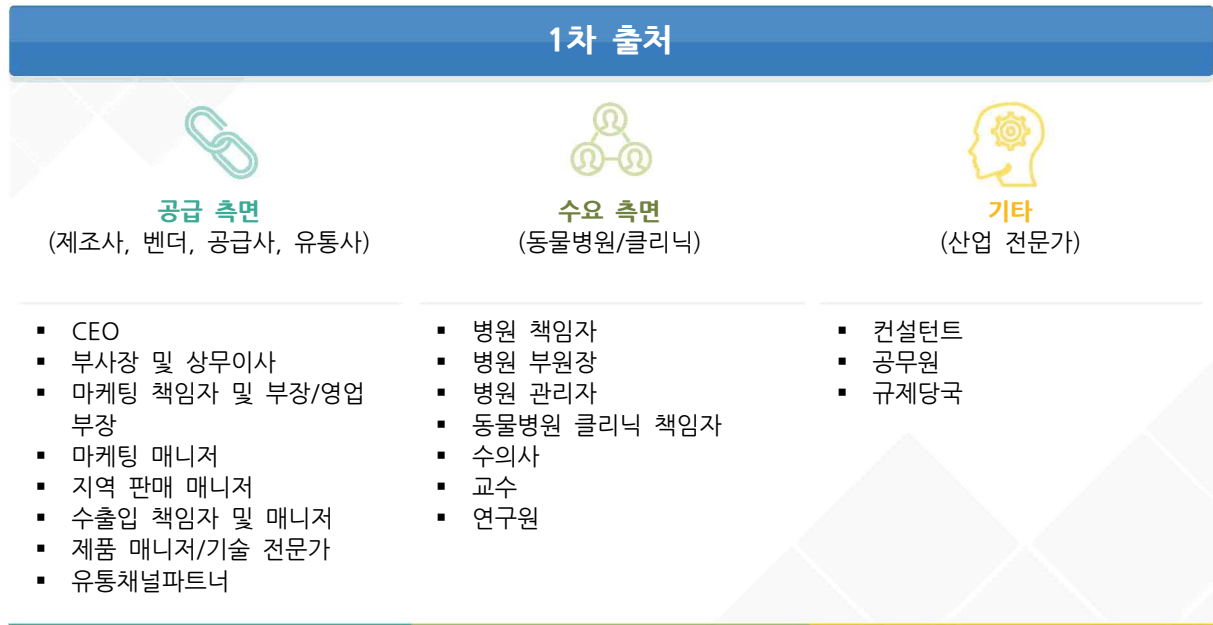 1차 출처
공급 측면
(제조사, 벤더, 공급사, 유통사)
▪ CEO
▪ 부사장 및 상무이사
▪ 마케팅 책임자 및 부장/영업
부장
▪ 마케팅 매니저
▪ 지역 판매 매니저
▪ 수출입 책임자 및 매니저
▪ 제품 매니저/기술 전문가
▪ 유통채널파트너
수요 측면
(동물병원/클리닉)
▪ 병원 책임자
▪ 병원 부원장
▪ 병원 관리자
▪ 동물병원 클리닉 책임자
▪ 수의사
▪ 교수
▪ 연구원
기타
(산업 전문가)
▪ 컨설턴트
▪ 공무원
▪ 규제당국